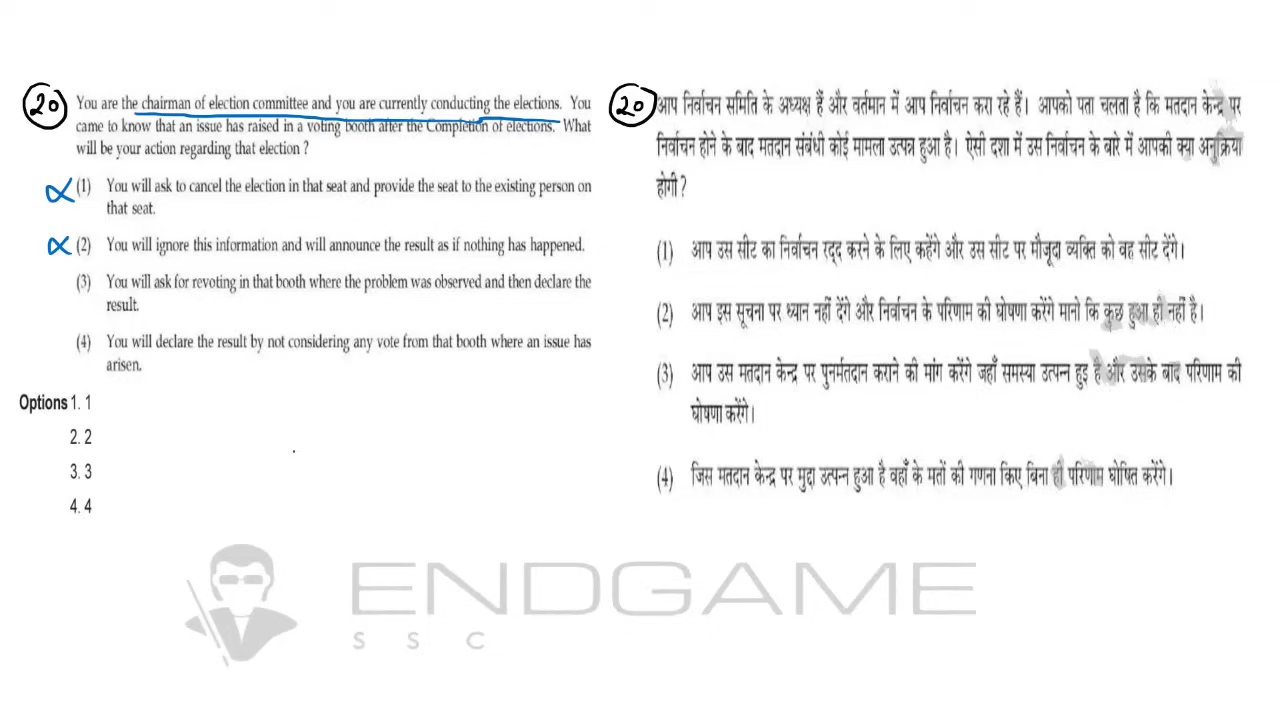 20
You are the chairman of election committee and you are currently conducting the elections. You
came to know that an issue has raised in a voting booth after the Completion of elections. What
will be your action regarding that election ?
(1) You will ask to cancel the election in that seat and provide the seat to the existing person on
that seat.
(2) You will ignore this information and will announce the result as if nothing has happened.
(3) You will ask for revoting in that booth where the problem was observed and then declare the
result.
(4) You will declare the result by not considering any vote from that booth where an issue has
arisen.
Options 1. 1
2. 2
3. 3
4. 4
20
आप निर्वाचन समिति के अध्यक्ष हैं और वर्तमान में आप निर्वाचन करा रहे हैं। आपको पता चलता है कि मतदान केन्द्र पर
निर्वाचन होने के बाद मतदान संबंधी कोई मामला उत्पन्न हुआ है। ऐसी दशा में उस निर्वाचन के बारे में आपकी क्या अनुक्रिया
होगी?
(1) आप उस सीट का निर्वाचन रद्द करने के लिए कहेंगे और उस सीट पर मौजूदा व्यक्ति को वह सीट देंगे।
(2) आप इस सूचना पर ध्यान नहीं देंगे और निर्वाचन के परिणाम की घोषणा करेंगे मानो कि कुछ हुआ ही नहीं है।
(3) आप उस मतदान केन्द्र पर पुनर्मतदान कराने की मांग करेंगे जहाँ समस्या उत्पन्न हुइ है और उसके बाद परिणाम की
घोषणा करेंगे।
(4) जिस मतदान केन्द्र पर मुद्दा उत्पन्न हुआ है वहाँ के मतों की गणना किए बिना ही परिणाम घोषित करेंगे।
ENDGAME
SSC